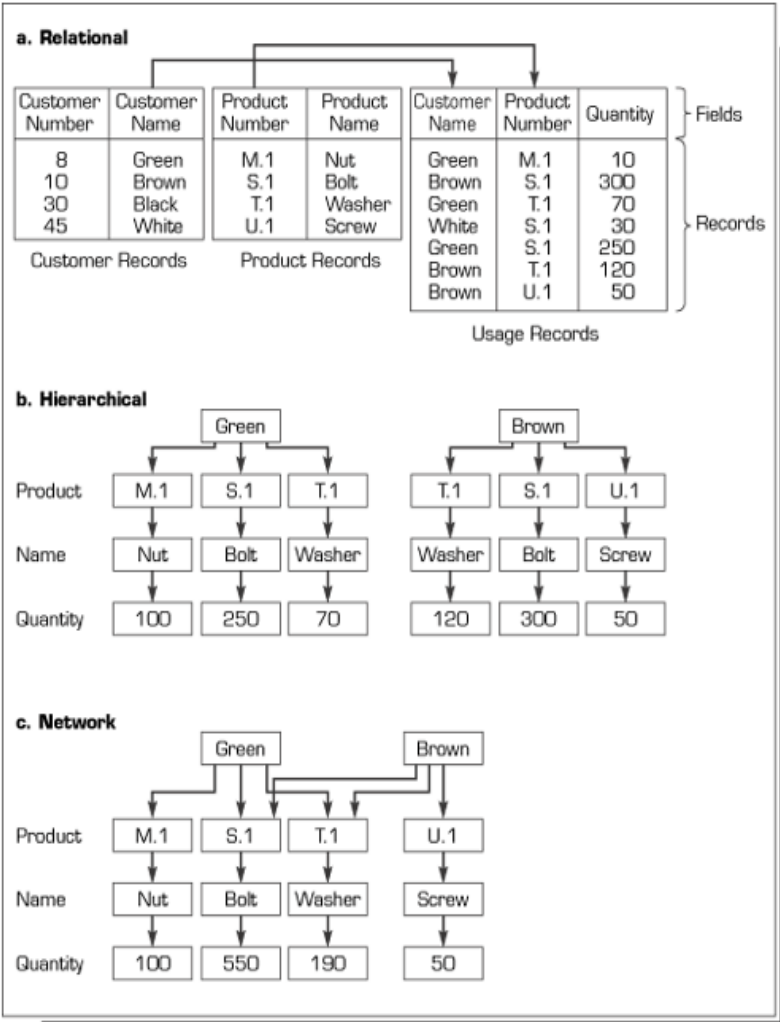 a. Relational
Customer Number Customer Name Product Number Product Name Customer Name Product Number Quantity Fields
8 Green M.1 Nut Green M.1 10
10 Brown S.1 Bolt Brown S.1 300
30 Black T.1 Washer Green T.1 70
45 White U.1 Screw White S.1 30 Records
Green S.1 250
Customer Records Product Records Brown T.1 120
Brown U.1 50
Usage Records
b. Hierarchical
Green Brown
Product M.1 S.1 T.1 T.1 S.1 U.1
Name Nut Bolt Washer Washer Bolt Screw
Quantity 100 250 70 120 300 50
c. Network
Green Brown
Product M.1 S.1 T.1 U.1
Name Nut Bolt Washer Screw
Quantity 100 550 190 50